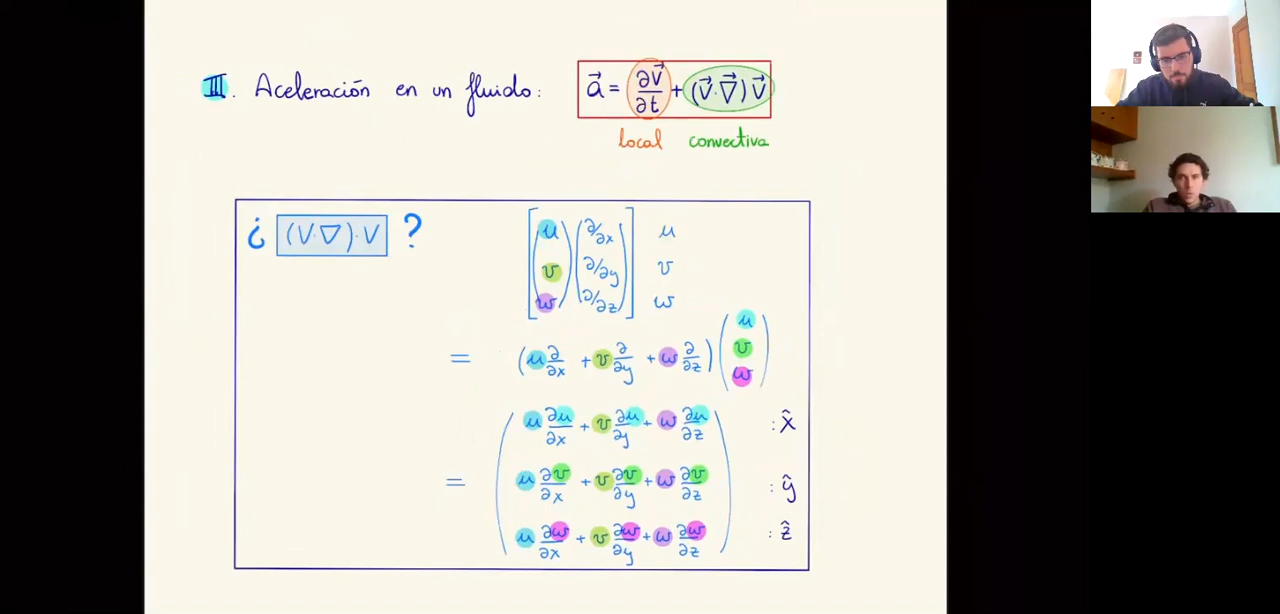 III. Aceleración en un fluido: a⃗ = ∂V⃗/∂t + (V⃗·∇⃗)V⃗
local convectiva
¿ (V·∇)·V ?
[(u v w)(∂/∂x ∂/∂y ∂/∂z)] u v w
= (u ∂/∂x + v ∂/∂y + w ∂/∂z)(u v w)
= (u ∂u/∂x + v ∂u/∂y + w ∂u/∂z : x̂
u ∂v/∂x + v ∂v/∂y + w ∂v/∂z : ŷ
u ∂w/∂x + v ∂w/∂y + w ∂w/∂z) : ẑ